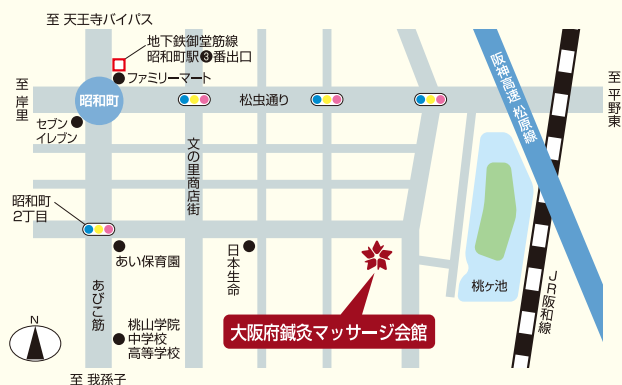 至 天王寺バイパス
地下鉄御堂筋線
昭和町駅❸番出口
ファミリーマート
至 岸里
昭和町
松虫通り
至 平野東
阪神高速 松原線
セブン
イレブン
文の里商店街
昭和町
2丁目
あい保育園
日本生命
桃ヶ池
JR阪和線
あびこ筋
大阪府鍼灸マッサージ会館
桃山学院
中学校
高等学校
N
至 我孫子